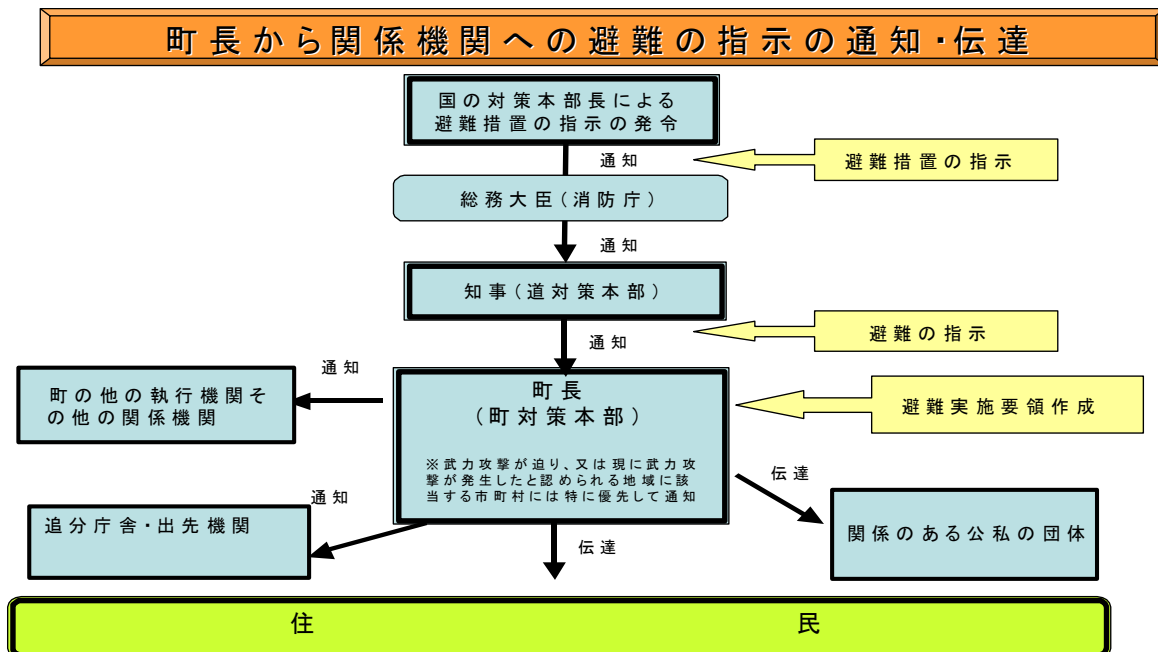 町長から関係機関への避難の指示の通知・伝達
国の対策本部長による
避難措置の指示の発令
通知
避難措置の指示
総務大臣(消防庁)
通知
知事(道対策本部)
通知
避難の指示
通知
町の他の執行機関そ
の他の関係機関
町長
(町対策本部)
※武力攻撃が迫り、又は現に武力攻
撃が発生したと認められる地域に該
当する市町村には特に優先して通知
避難実施要領作成
伝達
通知
追分庁舎・出先機関
関係のある公私の団体
伝達
住民